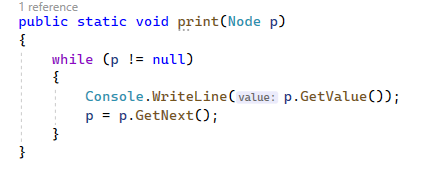 1 reference
public static void print(Node p)
{
while (p != null)
{
Console.WriteLine(value: p.GetValue());
p = p.GetNext();
}
}